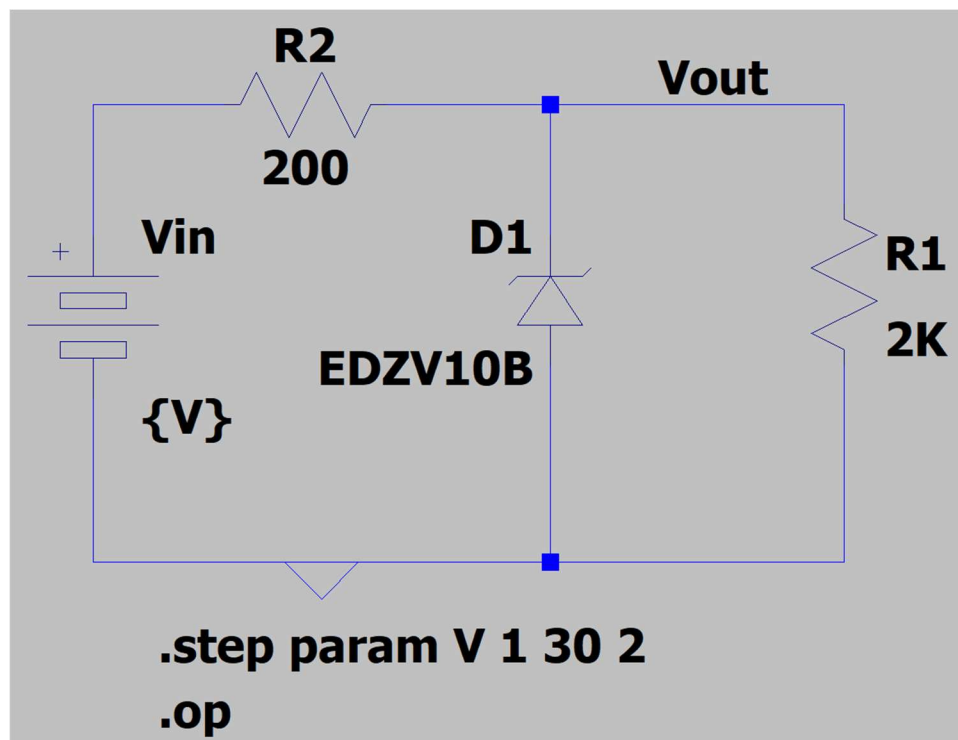 R2
200
Vout
+
Vin
{V}
D1
EDZV10B
R1
2K
.step param V 1 30 2
.op